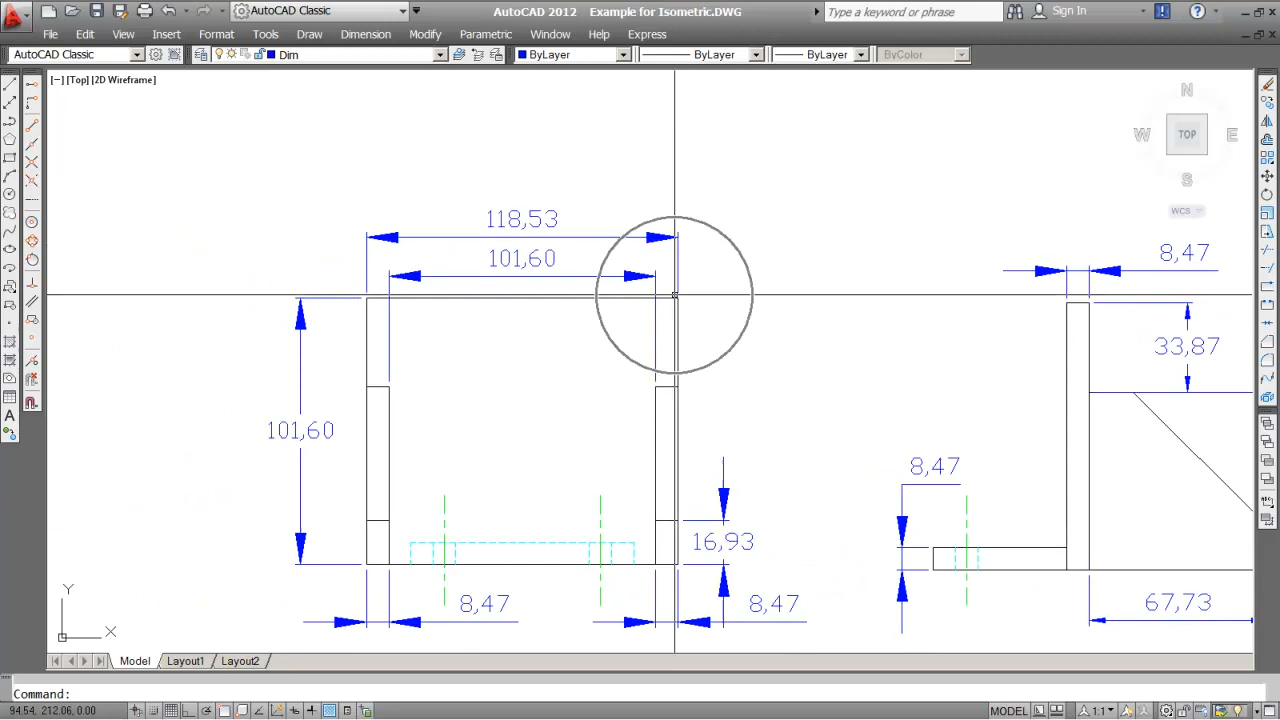 AutoCAD Classic
AutoCAD 2012 Example for Isometric.DWG
Type a keyword or phrase
Sign In
File Edit View Insert Format Tools Draw Dimension Modify Parametric Window Help Express
AutoCAD Classic
Dim
ByLayer
ByLayer
ByLayer
ByColor
[−] [Top] [2D Wireframe]
N
W TOP E
S
WCS
118,53
101,60
8,47
33,87
101,60
8,47
16,93
8,47
8,47
67,73
Y
X
Model Layout1 Layout2
Command:
94.54, 212.06, 0.00
MODEL
1:1